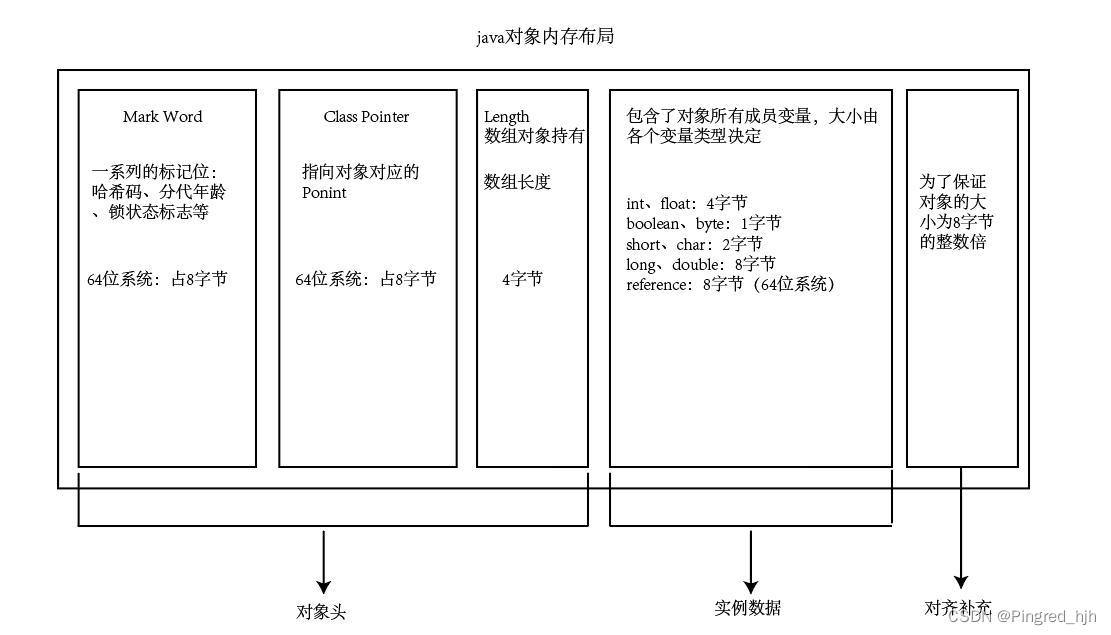 java对象内存布局
Mark Word
一系列的标记位：
哈希码、分代年龄
、锁状态标志等
64位系统：占8字节
Class Pointer
指向对象对应的
Ponint
64位系统：占8字节
Length
数组对象持有
数组长度
4字节
包含了对象所有成员变量，大小由
各个变量类型决定
int、float：4字节
boolean、byte：1字节
short、char：2字节
long、double：8字节
reference：8字节（64位系统）
为了保证
对象的大
小为8字节
的整数倍
对象头
实例数据
对齐补充
CSDN @Pingred_hjh